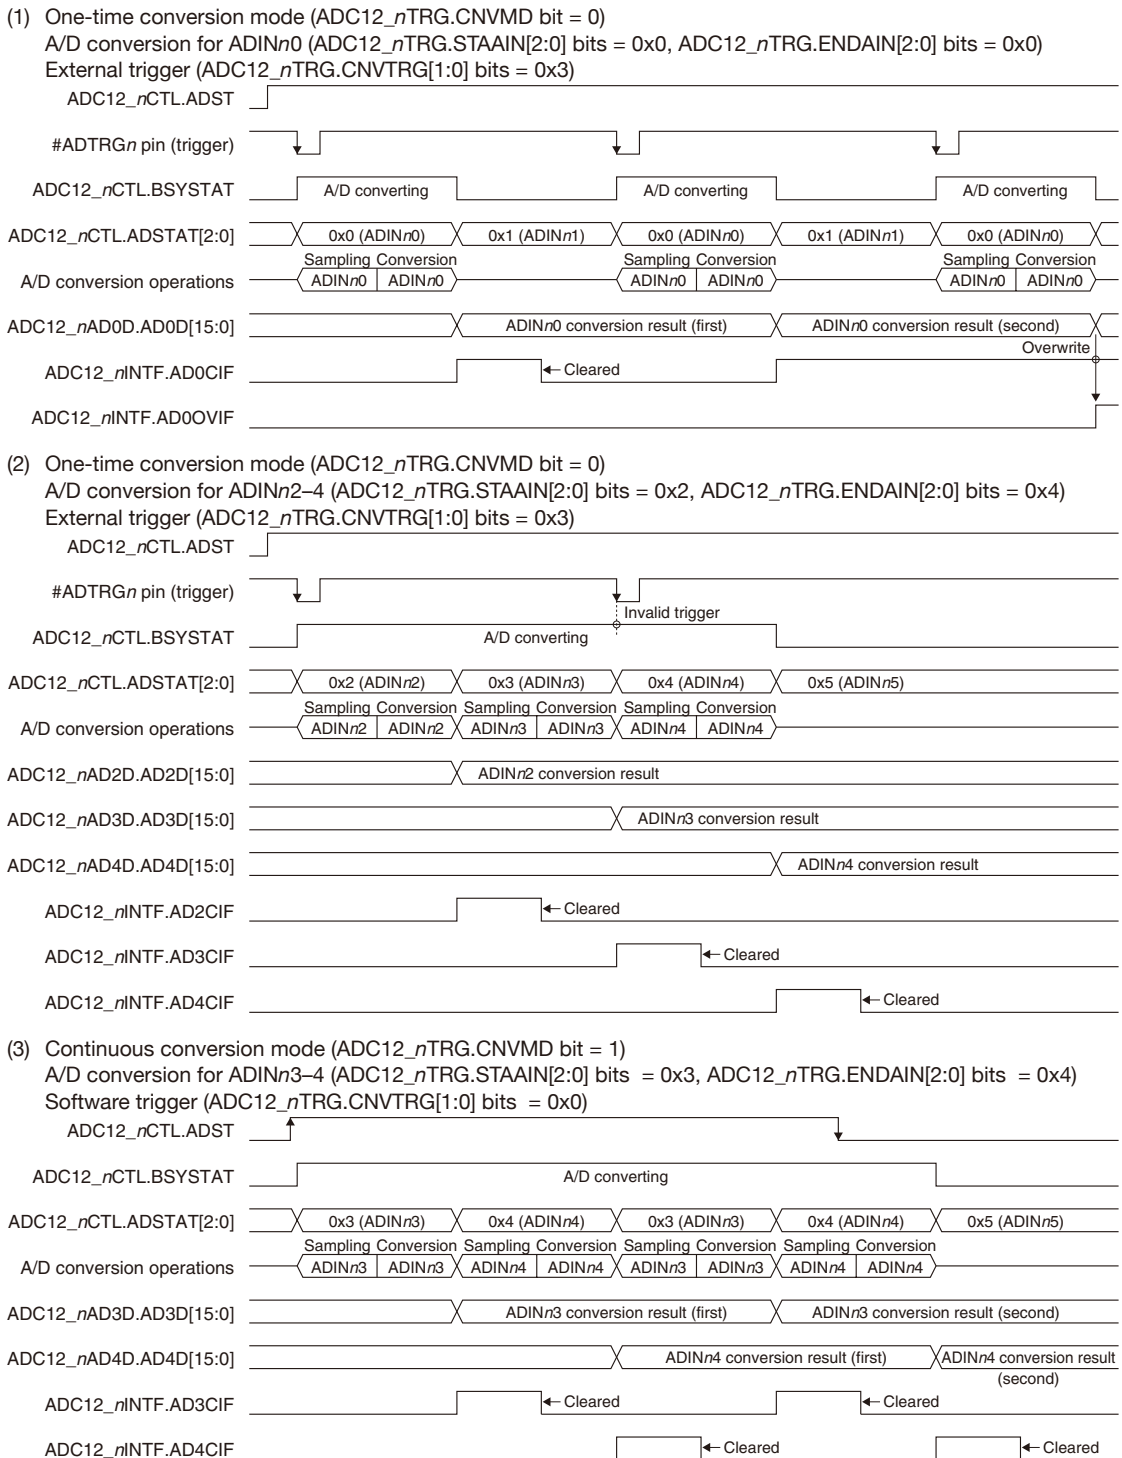 (1) One-time conversion mode (ADC12_nTRG.CNVMD bit = 0)
A/D conversion for ADINn0 (ADC12_nTRG.STAAIN[2:0] bits = 0x0, ADC12_nTRG.ENDAIN[2:0] bits = 0x0)
External trigger (ADC12_nTRG.CNVTRG[1:0] bits = 0x3)
ADC12_nCTL.ADST
#ADTRGn pin (trigger)
ADC12_nCTL.BSYSTAT A/D converting A/D converting A/D converting
ADC12_nCTL.ADSTAT[2:0] 0x0 (ADINn0) 0x1 (ADINn1) 0x0 (ADINn0) 0x1 (ADINn1) 0x0 (ADINn0)
Sampling Conversion Sampling Conversion Sampling Conversion
A/D conversion operations ADINn0 ADINn0 ADINn0 ADINn0 ADINn0 ADINn0
ADC12_nAD0D.AD0D[15:0] ADINn0 conversion result (first) ADINn0 conversion result (second)
Overwrite
ADC12_nINTF.AD0CIF Cleared
ADC12_nINTF.AD0OVIF
(2) One-time conversion mode (ADC12_nTRG.CNVMD bit = 0)
A/D conversion for ADINn2–4 (ADC12_nTRG.STAAIN[2:0] bits = 0x2, ADC12_nTRG.ENDAIN[2:0] bits = 0x4)
External trigger (ADC12_nTRG.CNVTRG[1:0] bits = 0x3)
ADC12_nCTL.ADST
#ADTRGn pin (trigger)
Invalid trigger
ADC12_nCTL.BSYSTAT A/D converting
ADC12_nCTL.ADSTAT[2:0] 0x2 (ADINn2) 0x3 (ADINn3) 0x4 (ADINn4) 0x5 (ADINn5)
Sampling Conversion Sampling Conversion Sampling Conversion
A/D conversion operations ADINn2 ADINn2 ADINn3 ADINn3 ADINn4 ADINn4
ADC12_nAD2D.AD2D[15:0] ADINn2 conversion result
ADC12_nAD3D.AD3D[15:0] ADINn3 conversion result
ADC12_nAD4D.AD4D[15:0] ADINn4 conversion result
ADC12_nINTF.AD2CIF Cleared
ADC12_nINTF.AD3CIF Cleared
ADC12_nINTF.AD4CIF Cleared
(3) Continuous conversion mode (ADC12_nTRG.CNVMD bit = 1)
A/D conversion for ADINn3–4 (ADC12_nTRG.STAAIN[2:0] bits = 0x3, ADC12_nTRG.ENDAIN[2:0] bits = 0x4)
Software trigger (ADC12_nTRG.CNVTRG[1:0] bits = 0x0)
ADC12_nCTL.ADST
ADC12_nCTL.BSYSTAT A/D converting
ADC12_nCTL.ADSTAT[2:0] 0x3 (ADINn3) 0x4 (ADINn4) 0x3 (ADINn3) 0x4 (ADINn4) 0x5 (ADINn5)
Sampling Conversion Sampling Conversion Sampling Conversion Sampling Conversion
A/D conversion operations ADINn3 ADINn3 ADINn4 ADINn4 ADINn3 ADINn3 ADINn4 ADINn4
ADC12_nAD3D.AD3D[15:0] ADINn3 conversion result (first) ADINn3 conversion result (second)
ADC12_nAD4D.AD4D[15:0] ADINn4 conversion result (first) ADINn4 conversion result
(second)
ADC12_nINTF.AD3CIF Cleared Cleared
ADC12_nINTF.AD4CIF Cleared Cleared